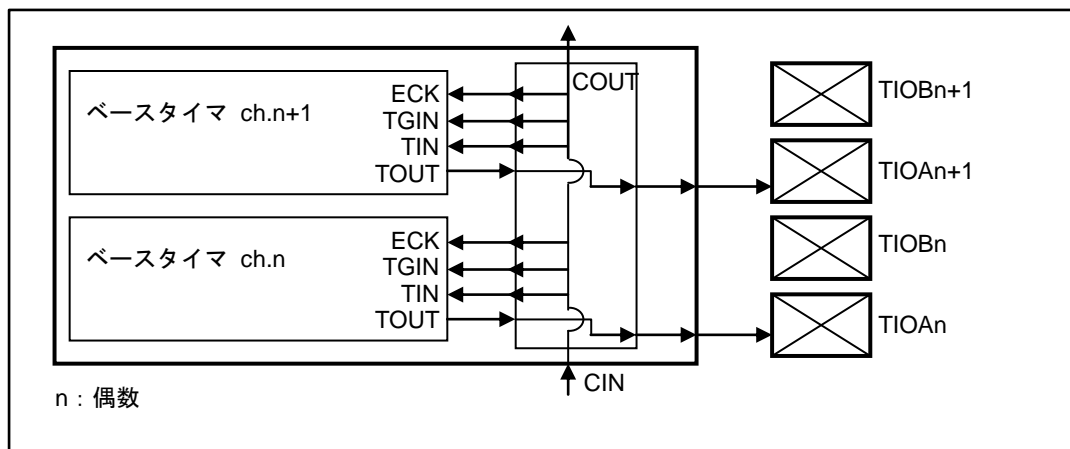 COUT
ベースタイマ ch.n+1
ECK
TGIN
TIN
TOUT
TIOBn+1
TIOAn+1
ベースタイマ ch.n
ECK
TGIN
TIN
TOUT
TIOBn
TIOAn
CIN
n：偶数